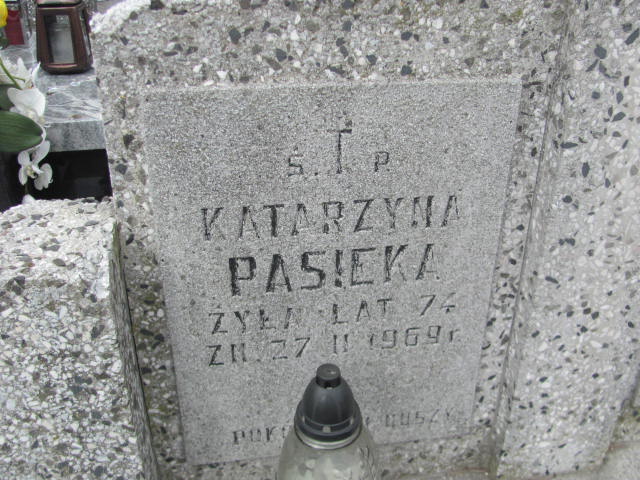 Ś. P.
KATARZYNA
PASIEKA
ŻYŁA LAT 74
ZM. 27 II 1969 r
DUSZY